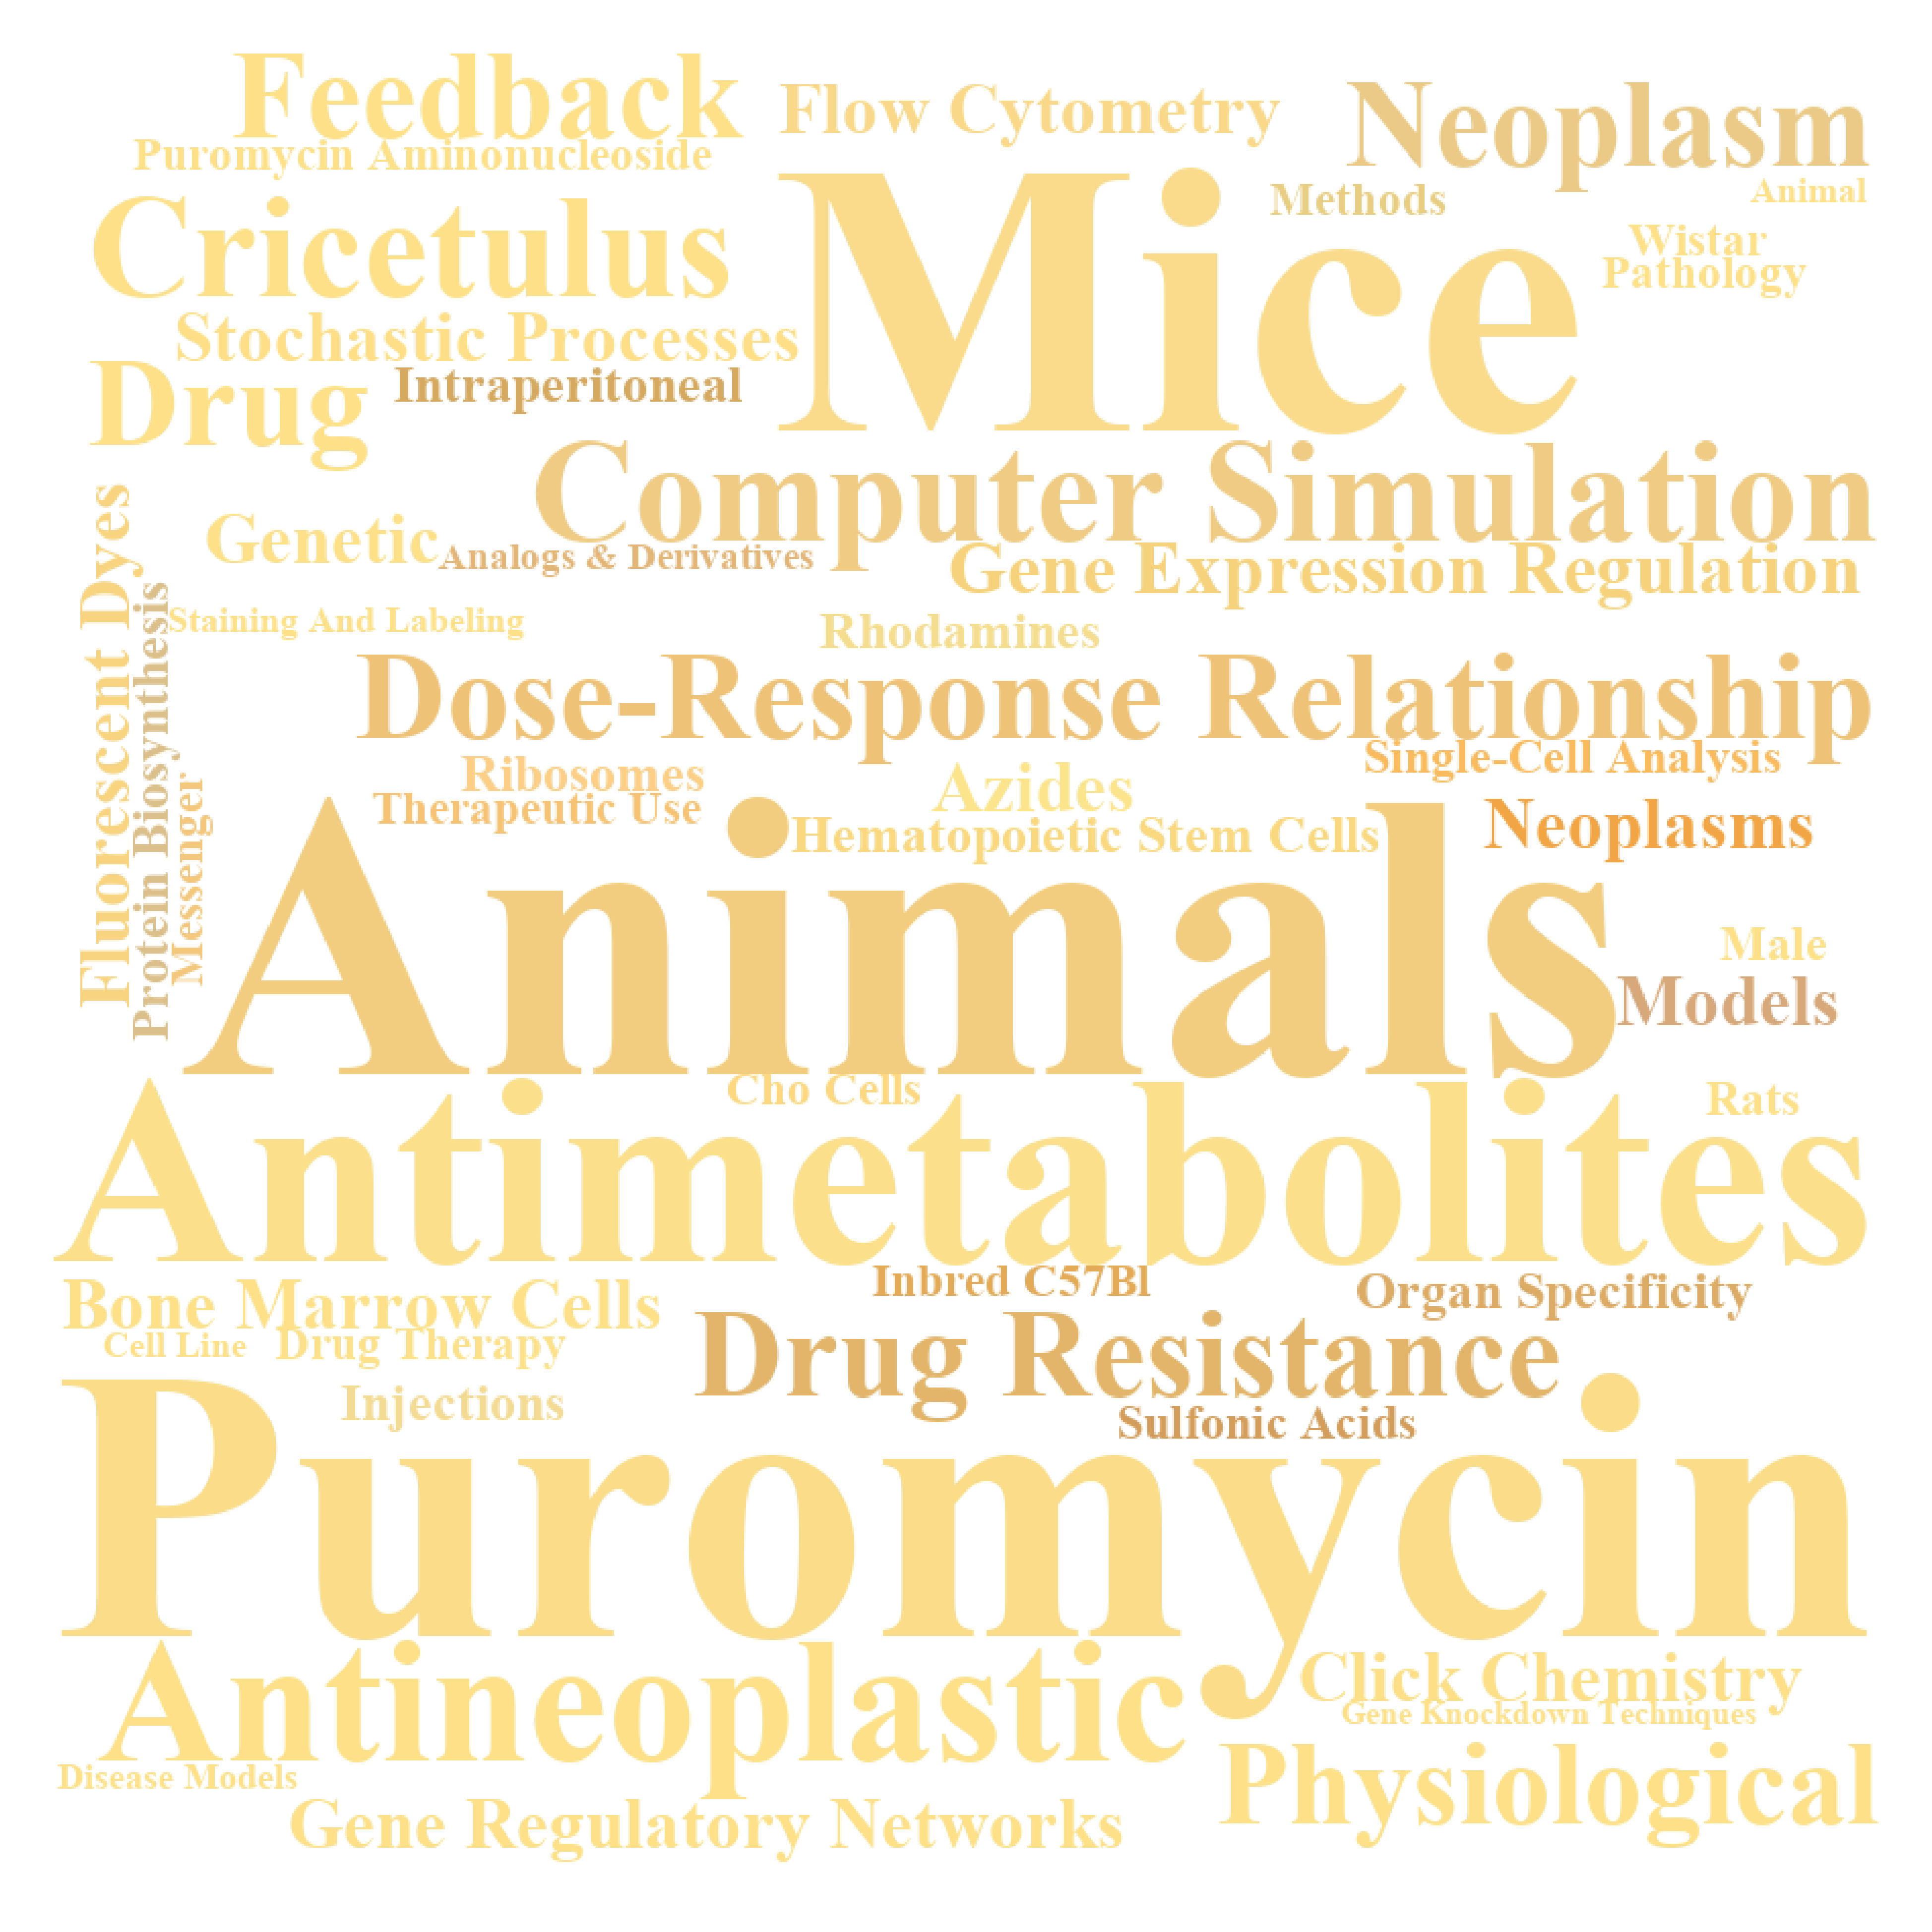 Feedback
Flow Cytometry
Neoplasm
Puromycin Aminonucleoside
Mice
Methods
Animal
Cricetulus
Wistar
Pathology
Stochastic Processes
Drug
Intraperitoneal
Computer Simulation
Genetic
Analogs & Derivatives
Gene Expression Regulation
Fluorescent Dyes
Protein Biosynthesis
Messenger
Staining And Labeling
Rhodamines
Dose-Response Relationship
Ribosomes
Azides
Single-Cell Analysis
Therapeutic Use
Hematopoietic Stem Cells
Neoplasms
Animals
Male
Models
Cho Cells
Rats
Antimetabolites
Bone Marrow Cells
Inbred C57Bl
Organ Specificity
Cell Line
Drug Therapy
Drug Resistance
Injections
Sulfonic Acids
Puromycin
Antineoplastic
Click Chemistry
Gene Knockdown Techniques
Disease Models
Physiological
Gene Regulatory Networks